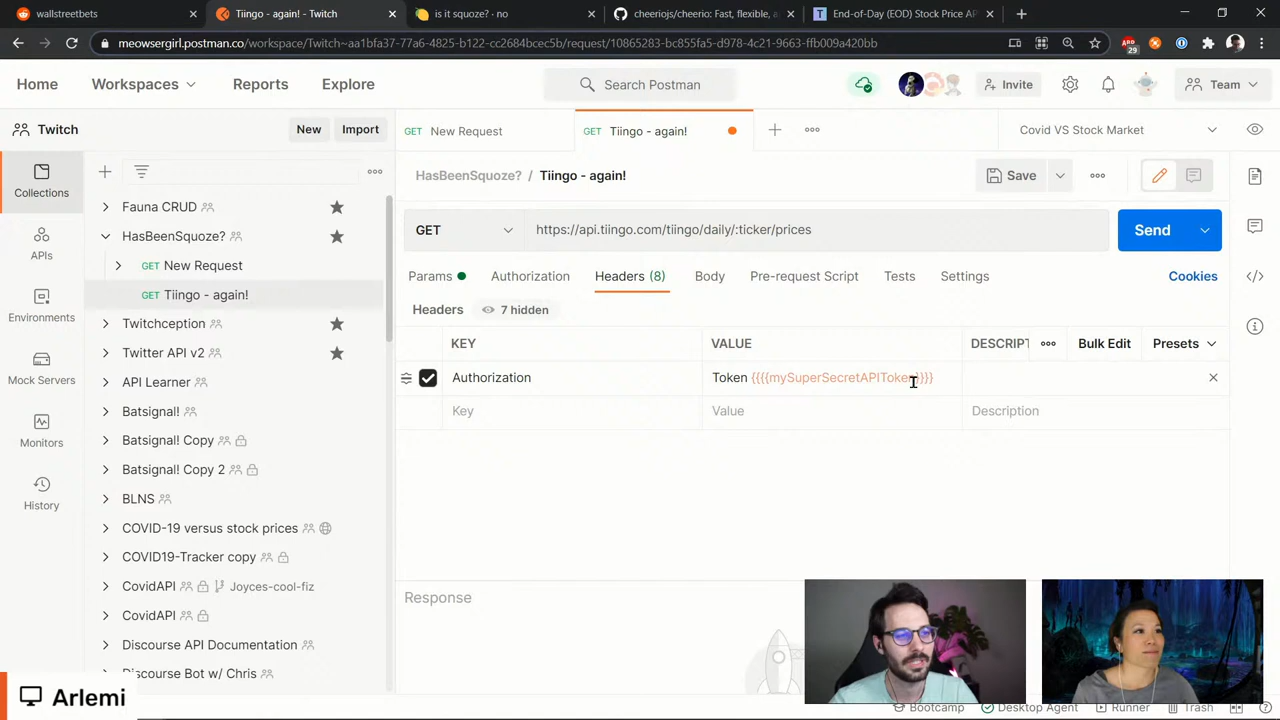 wallstreetbets
Tiingo - again! - Postman
is it squoze? - no
cheeriojs/cheerio: Fast, flexible, a
End-of-Day (EOD) Stock Price AP
meowsergirl.postman.co/workspace/Twitch~aa1bfa37-77a6-4825-b122-cc2684bcec5b/request/10865283-bc855fa5-d978-4c21-9663-ffb009a420bb
29
Home
Workspaces
Reports
Explore
Search Postman
Invite
Team
Twitch
New
Import
GET New Request
GET Tiingo - again!
Covid VS Stock Market
HasBeenSquoze? / Tiingo - again!
Save
Collections
APIs
Environments
Mock Servers
Monitors
History
Fauna CRUD
HasBeenSquoze?
GET New Request
GET Tiingo - again!
Twitchception
Twitter API v2
API Learner
Batsignal!
Batsignal! Copy
Batsignal! Copy 2
BLNS
COVID-19 versus stock prices
COVID19-Tracker copy
CovidAPI Joyces-cool-fiz
CovidAPI
Discourse API Documentation
Discourse Bot w/ Chris
GET
https://api.tiingo.com/tiingo/daily/:ticker/prices
Send
Params
Authorization
Headers (8)
Body
Pre-request Script
Tests
Settings
Cookies
Headers
7 hidden
KEY
VALUE
DESCRIPT
Bulk Edit
Presets
Authorization
Token {{{{mySuperSecretAPIToken}}}}
Key
Value
Description
Response
Arlemi
Bootcamp
Desktop Agent
Runner
Trash